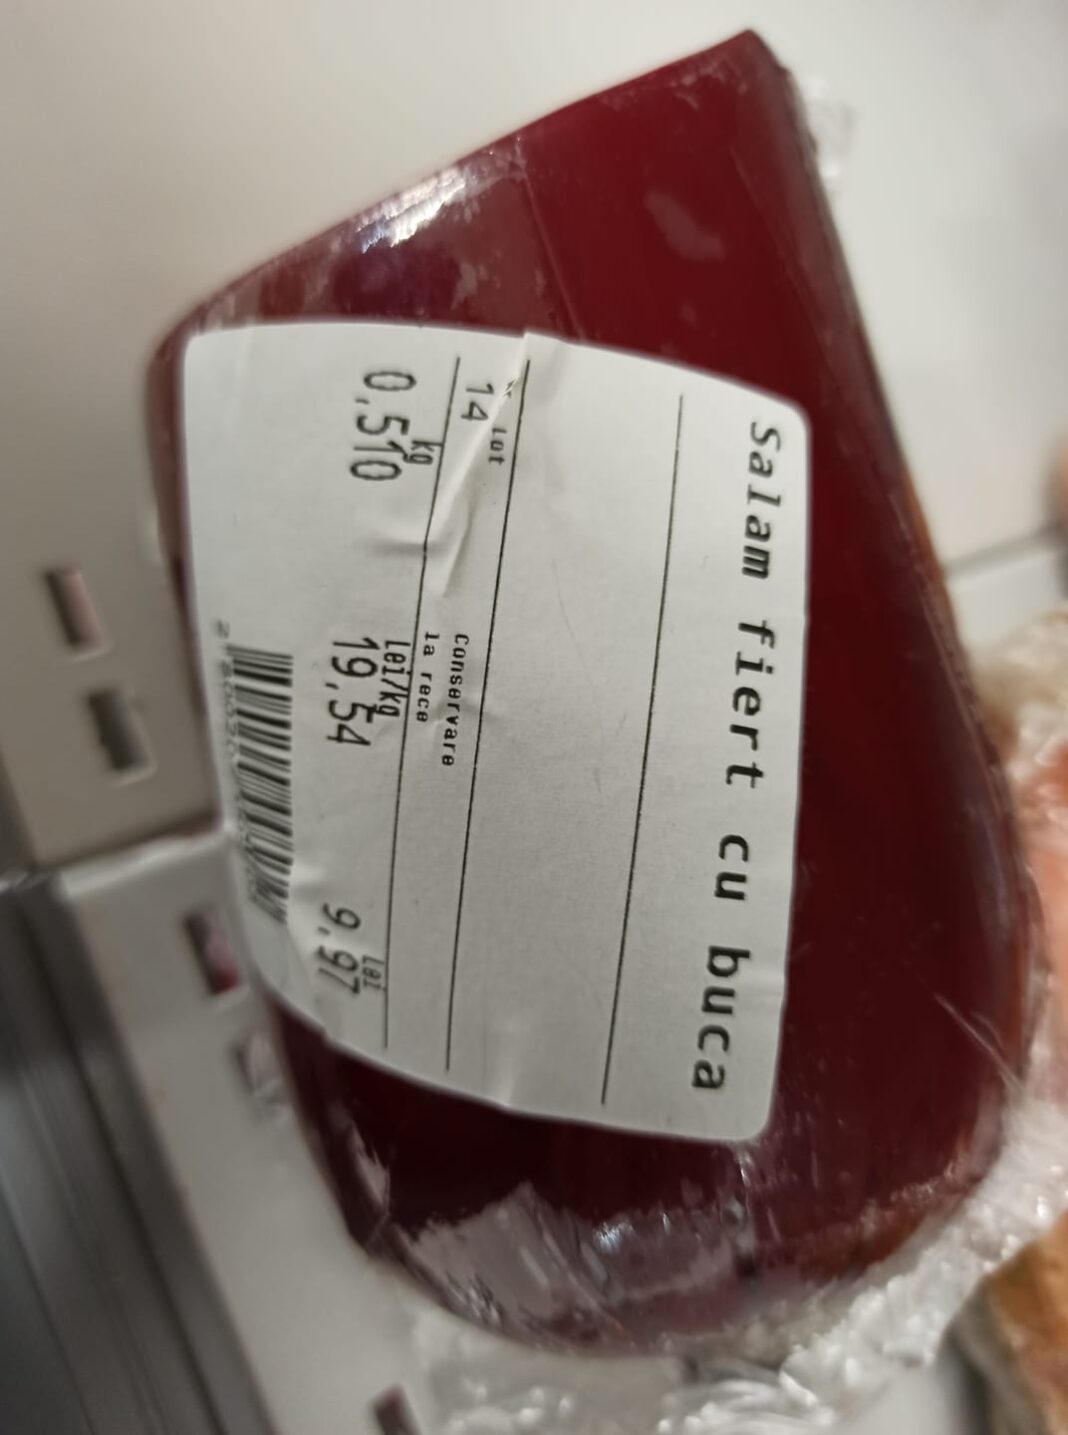 Salam fiert cu buca
Lot
14
Conservare
la rece
kg
0,510
Lei/kg
19,54
Lei
9,97